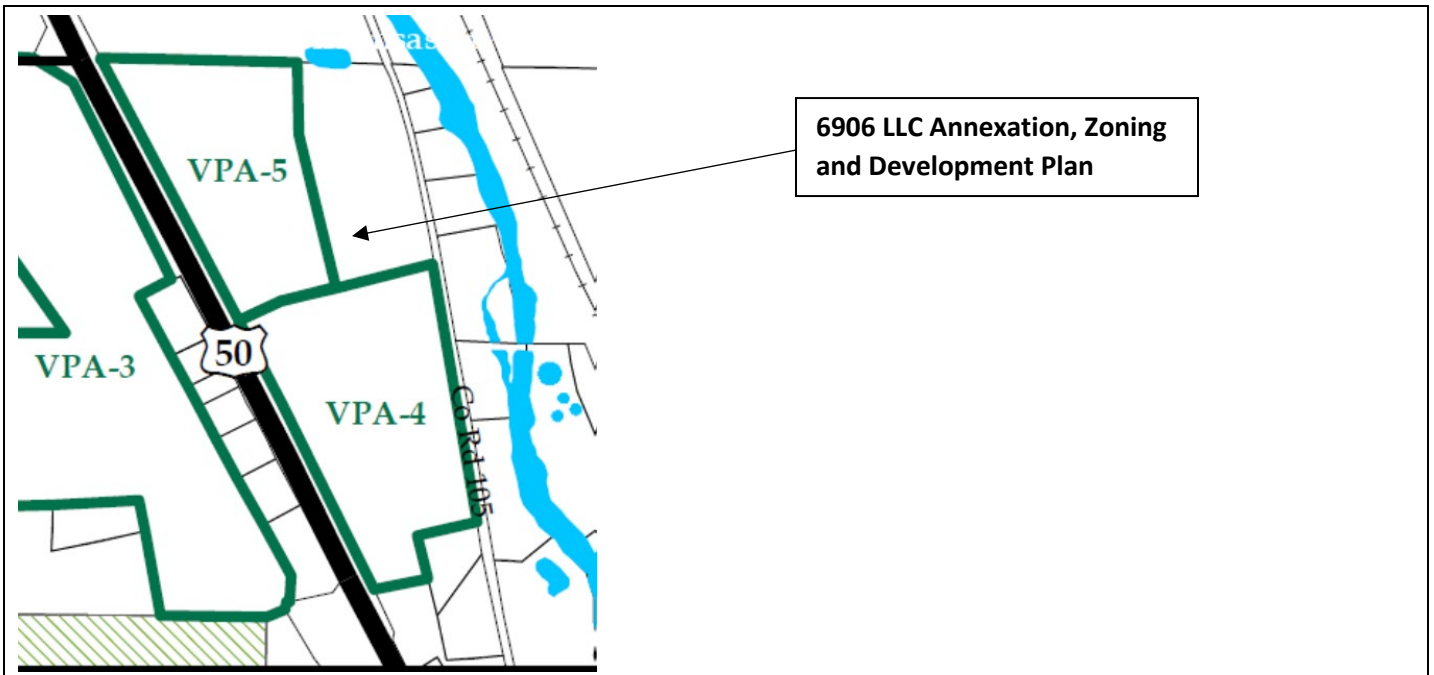 6906 LLC Annexation, Zoning
and Development Plan
VPA-5
50
VPA-3
VPA-4
Co Rd 105